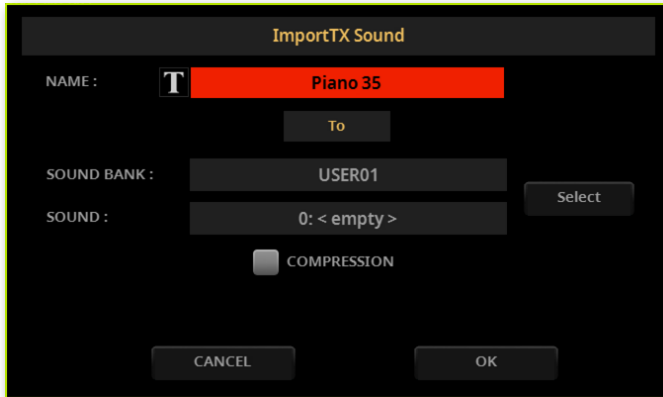 ImportTX Sound
NAME : T Piano 35
To
SOUND BANK : USER01
Select
SOUND : 0: < empty >
COMPRESSION
CANCEL OK